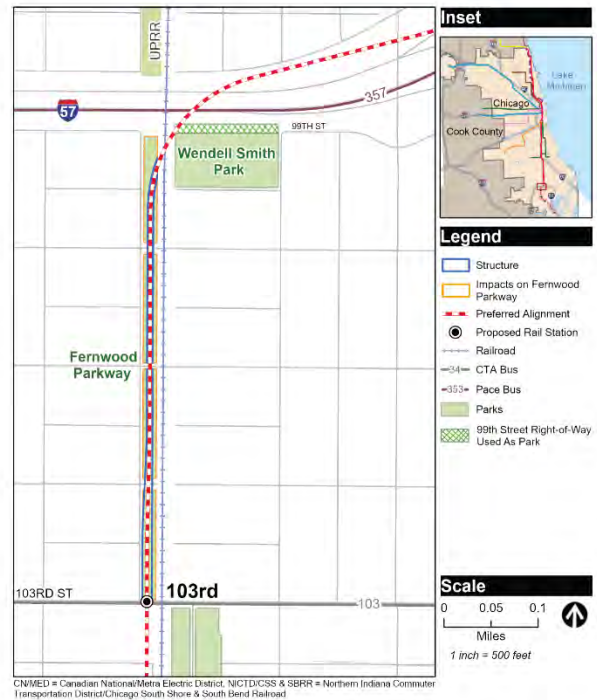 UPRR
57
357
99TH ST
Wendell Smith
Park
Fernwood
Parkway
103RD ST
103rd
103
Inset
Lake
Chicago
Cook County
Legend
Structure
Impacts on Fernwood
Parkway
Preferred Alignment
Proposed Rail Station
Railroad
34
CTA Bus
353
Pace Bus
Parks
99th Street Right-of-Way
Used As Park
Scale
0 0.05 0.1
Miles
1 inch = 500 feet
CN/MED = Canadian National/Metra Electric District, NICTD/CSS & SBRR = Northern Indiana Commuter
Transportation District/Chicago South Shore & South Bend Railroad